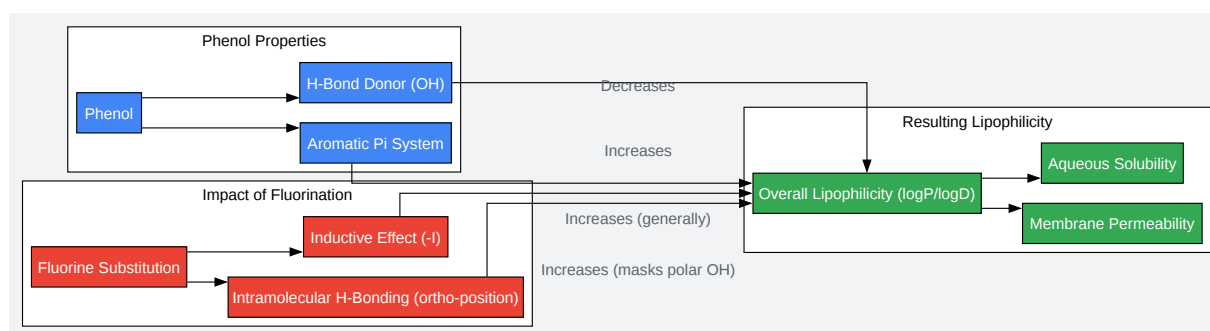 Phenol Properties
Phenol
H-Bond Donor (OH)
Aromatic Pi System
Impact of Fluorination
Fluorine Substitution
Inductive Effect (-I)
Intramolecular H-Bonding (ortho-position)
Decreases
Increases
Increases (generally)
Increases (masks polar OH)
Resulting Lipophilicity
Overall Lipophilicity (logP/logD)
Aqueous Solubility
Membrane Permeability